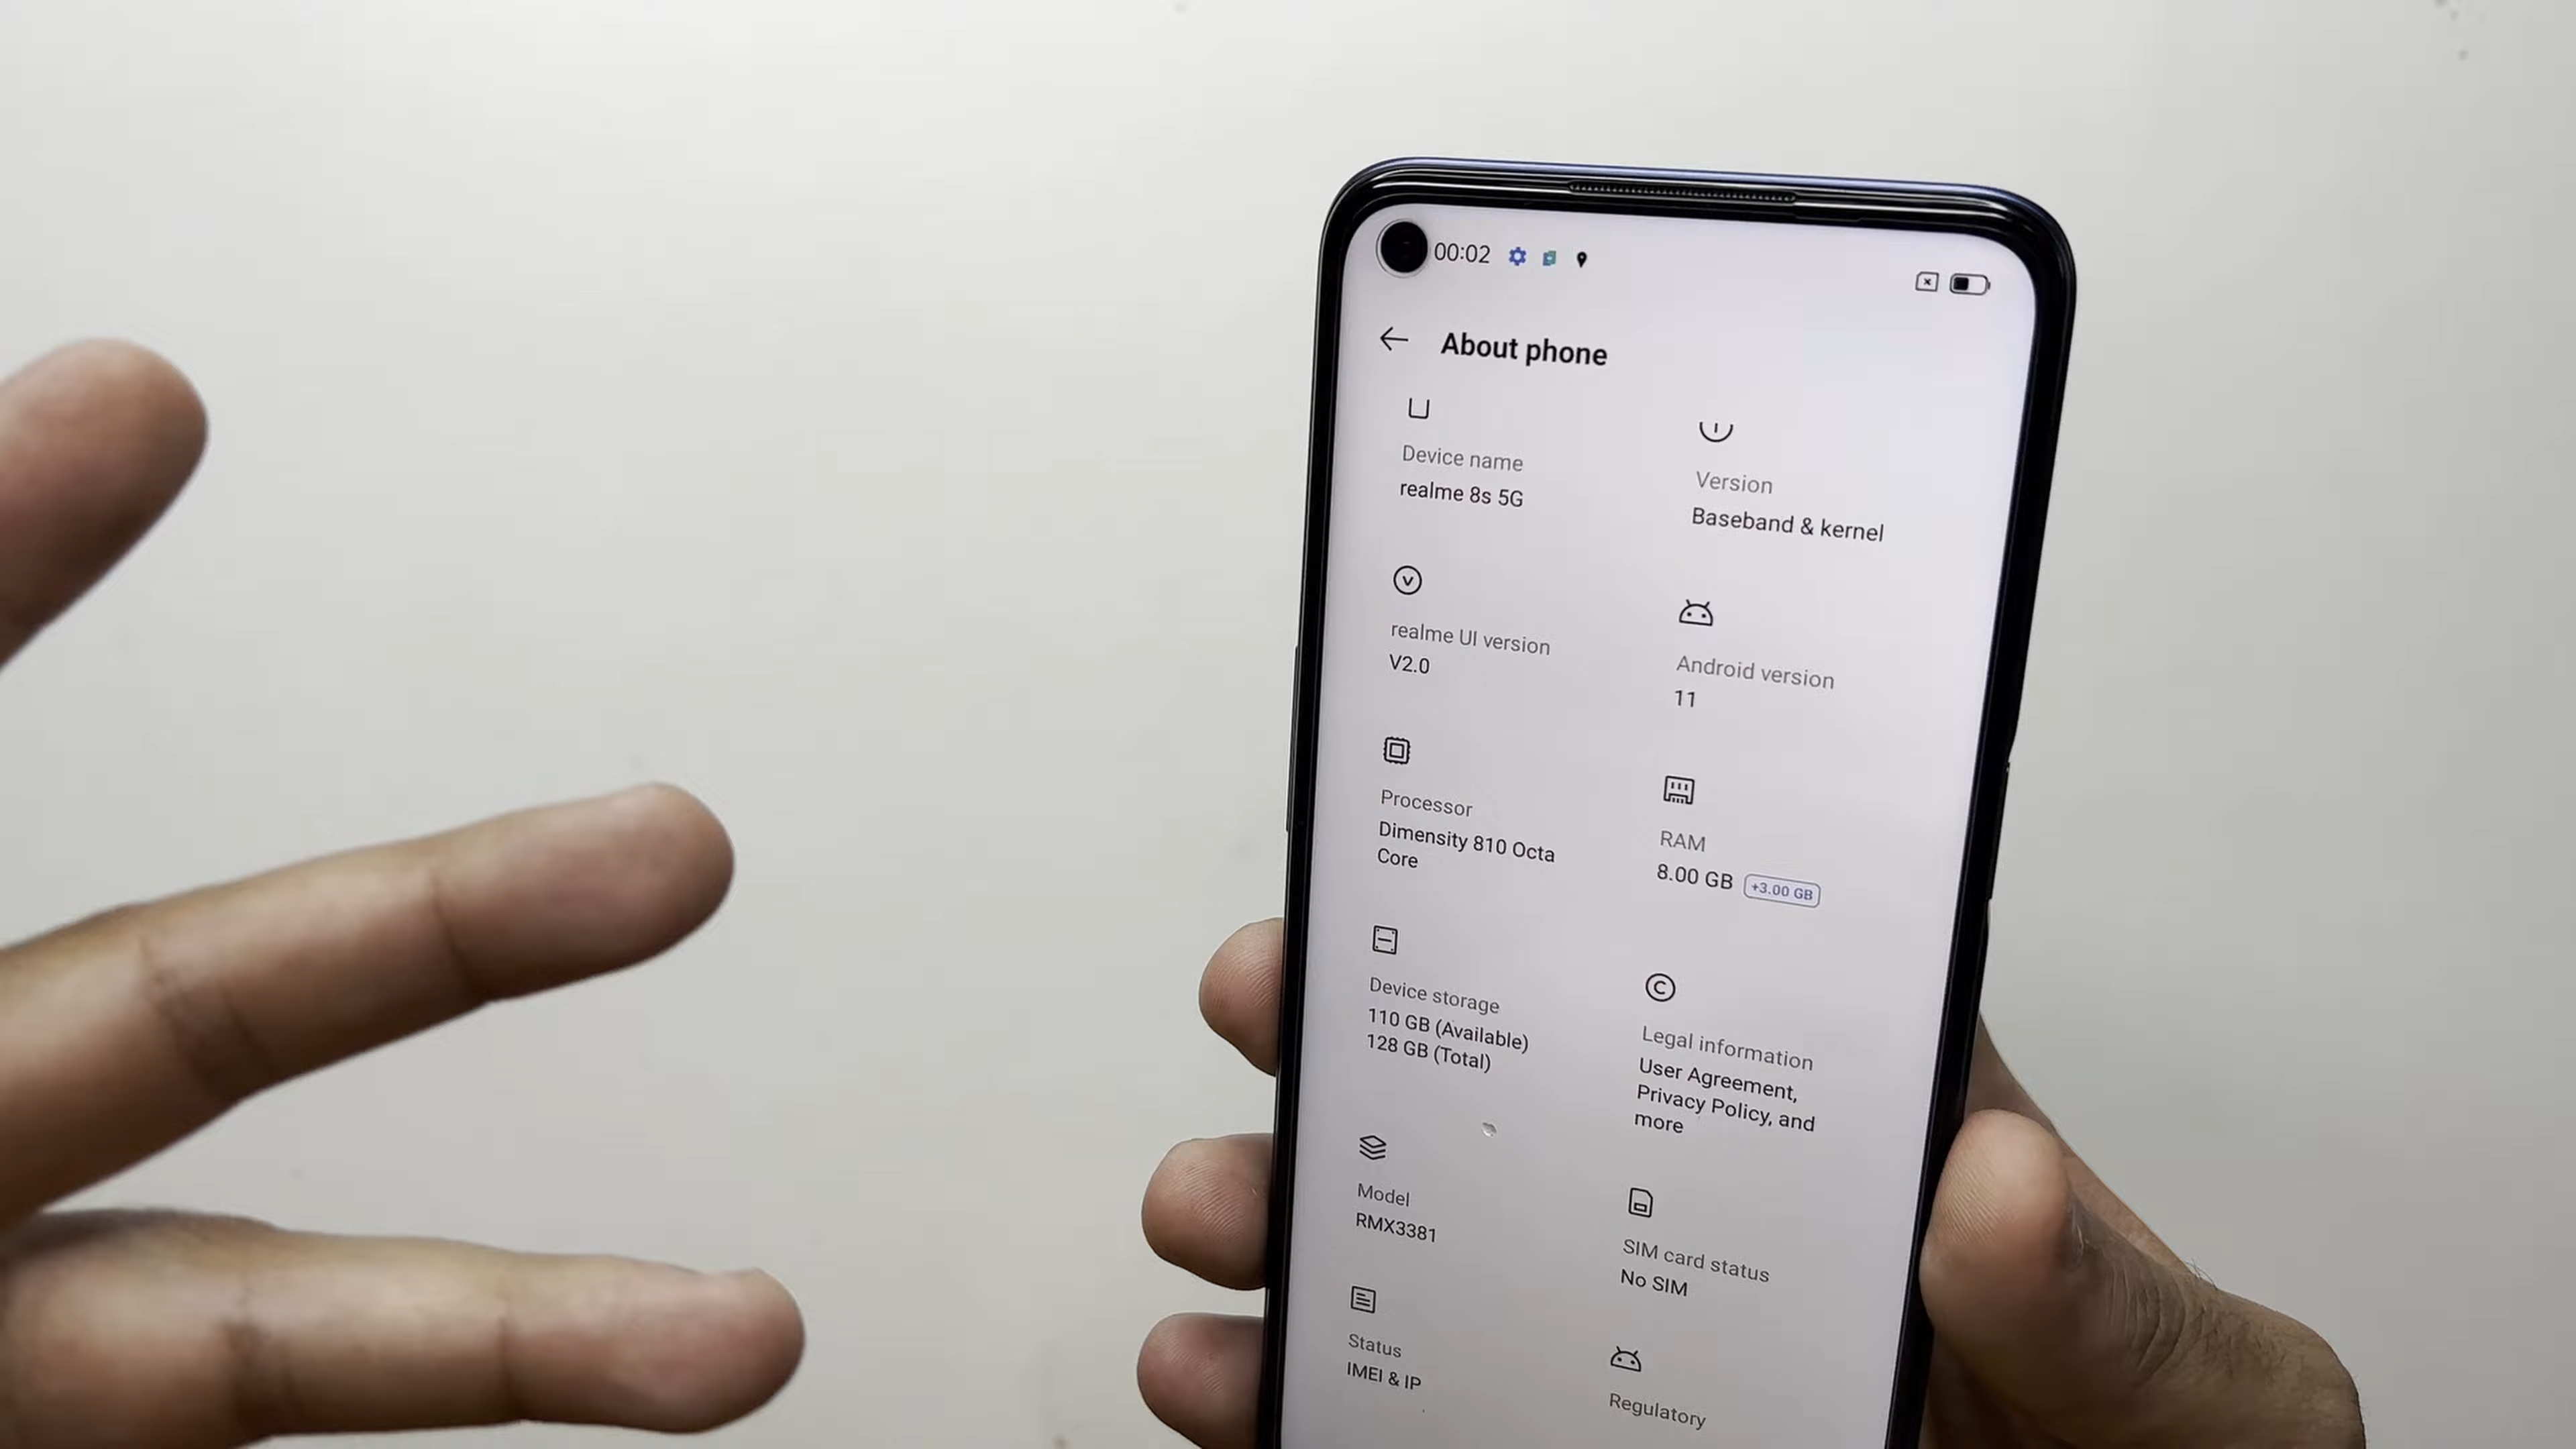 00:02
About phone
Device name
realme 8s 5G
Version
Baseband & kernel
realme UI version
V2.0
Android version
11
Processor
Dimensity 810 Octa
Core
RAM
8.00 GB +3.00 GB
Device storage
110 GB (Available)
128 GB (Total)
Legal information
User Agreement,
Privacy Policy, and
more
Model
RMX3381
SIM card status
No SIM
Status
IMEI & IP
Regulatory